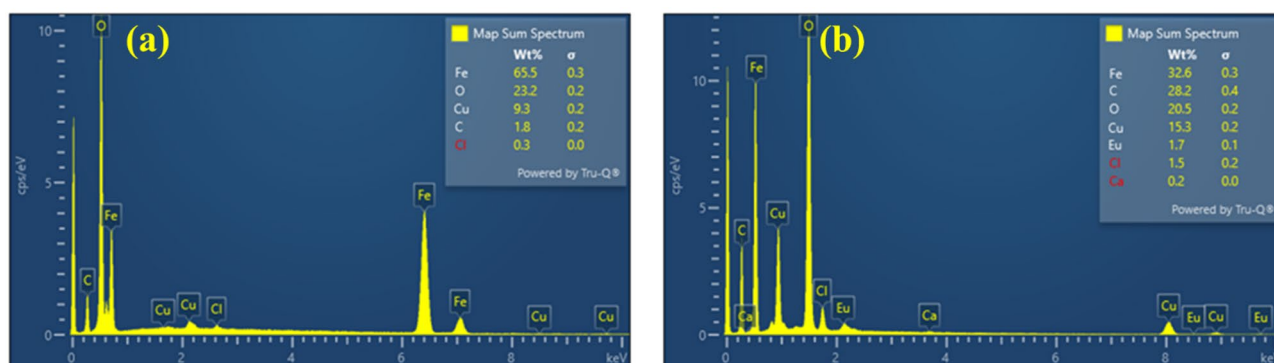 (a)
Map Sum Spectrum
Wt% σ
Fe 65.5 0.3
O 23.2 0.2
Cu 9.3 0.2
C 1.8 0.2
Cl 0.3 0.0
Powered by Tru-Q®
cps/eV
10
5
0
O
Fe
C
Cu
Cu
Cl
Fe
Fe
Cu
Cu
0 2 4 6 8 keV
(b)
Map Sum Spectrum
Wt% σ
Fe 32.6 0.3
C 28.2 0.4
O 20.5 0.2
Cu 15.3 0.2
Eu 1.7 0.1
Cl 1.5 0.2
Ca 0.2 0.0
Powered by Tru-Q®
cps/eV
10
5
0
O
Fe
C
Cu
Ca
Cl
Eu
Ca
Cu
Eu
Cu
Eu
0 2 4 6 8 ke